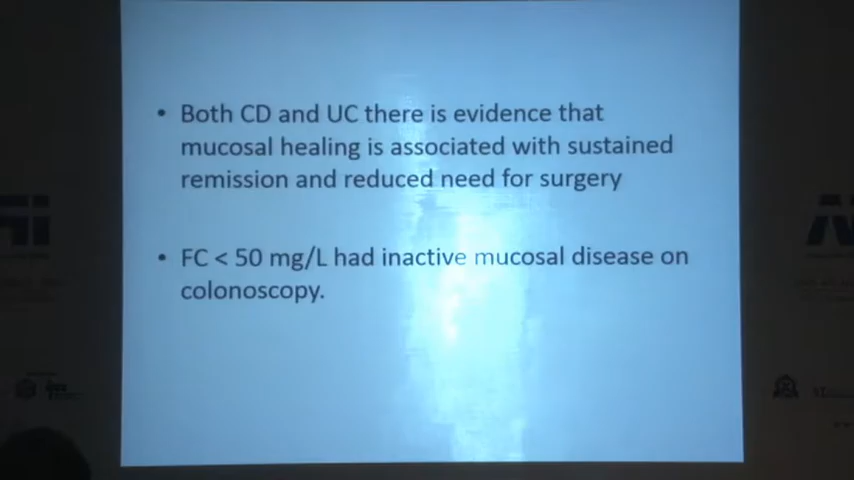 • Both CD and UC there is evidence that
mucosal healing is associated with sustained
remission and reduced need for surgery
• FC < 50 mg/L had inactive mucosal disease on
colonoscopy.